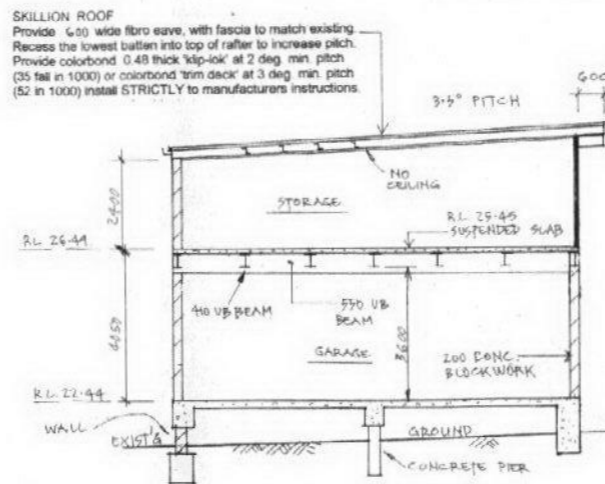 SKILLION ROOF
Provide 600 wide fibro eave, with fascia to match existing
Recess the lowest batten into top of rafter to increase pitch.
Provide colorbond 0.48 thick 'klip-lok' at 2 deg. min. pitch
(35 fall in 1000) or colorbond 'trim deck' at 3 deg. min. pitch
(52 in 1000) install STRICTLY to manufacturers instructions.
600
3.5° PITCH
NO
CEILING
2400
STORAGE
R.L. 25.45
SUSPENDED SLAB
R.L. 26.49
410 UB BEAM
530 UB
BEAM
4050
3600
GARAGE
200 CONC.
BLOCKWORK
R.L. 22.44
WALL
EXIST'G
GROUND
CONCRETE PIER